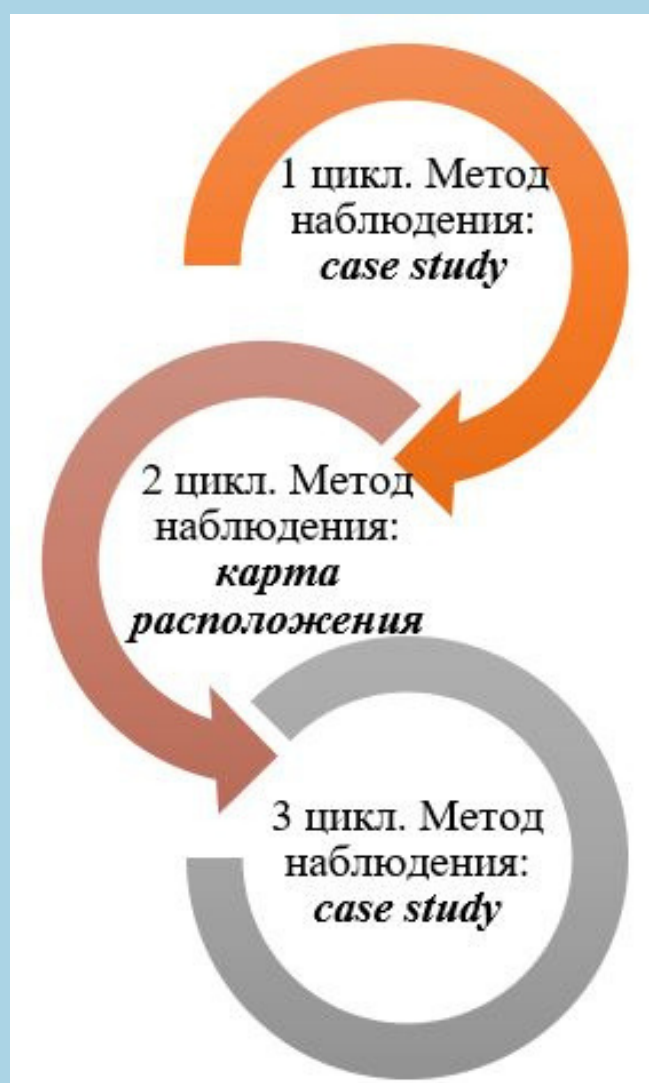 1 цикл. Метод
наблюдения:
case study
2 цикл. Метод
наблюдения:
карта
расположения
3 цикл. Метод
наблюдения:
case study